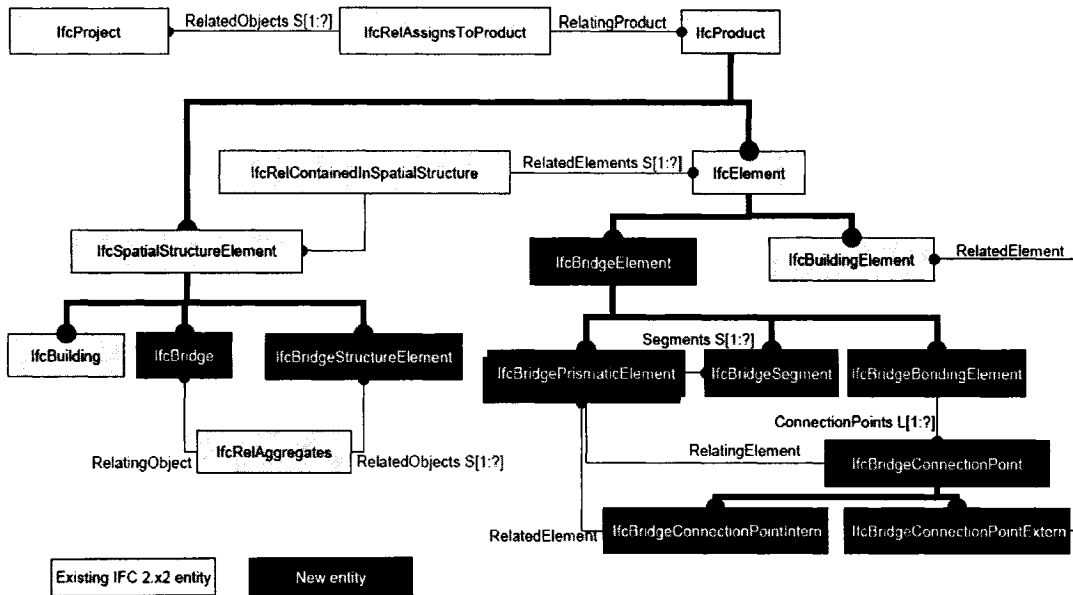 IfcProject
RelatedObjects S[1:?]
IfcRelAssignsToProduct
RelatingProduct
IfcProduct
IfcRelContainedInSpatialStructure
RelatedElements S[1:?]
IfcElement
IfcSpatialStructureElement
IfcBridgeElement
IfcBuildingElement
RelatedElement
IfcBuilding
IfcBridge
IfcBridgeStructureElement
Segments S[1:?]
IfcBridgePrismaticElement
IfcBridgeSegment
IfcBridgeBondingElement
ConnectionPoints L[1:?]
RelatingObject
IfcRelAggregates
RelatedObjects S[1:?]
RelatingElement
IfcBridgeConnectionPoint
RelatedElement
IfcBridgeConnectionPointIntern
IfcBridgeConnectionPointExtern
Existing IFC 2.x2 entity
New entity